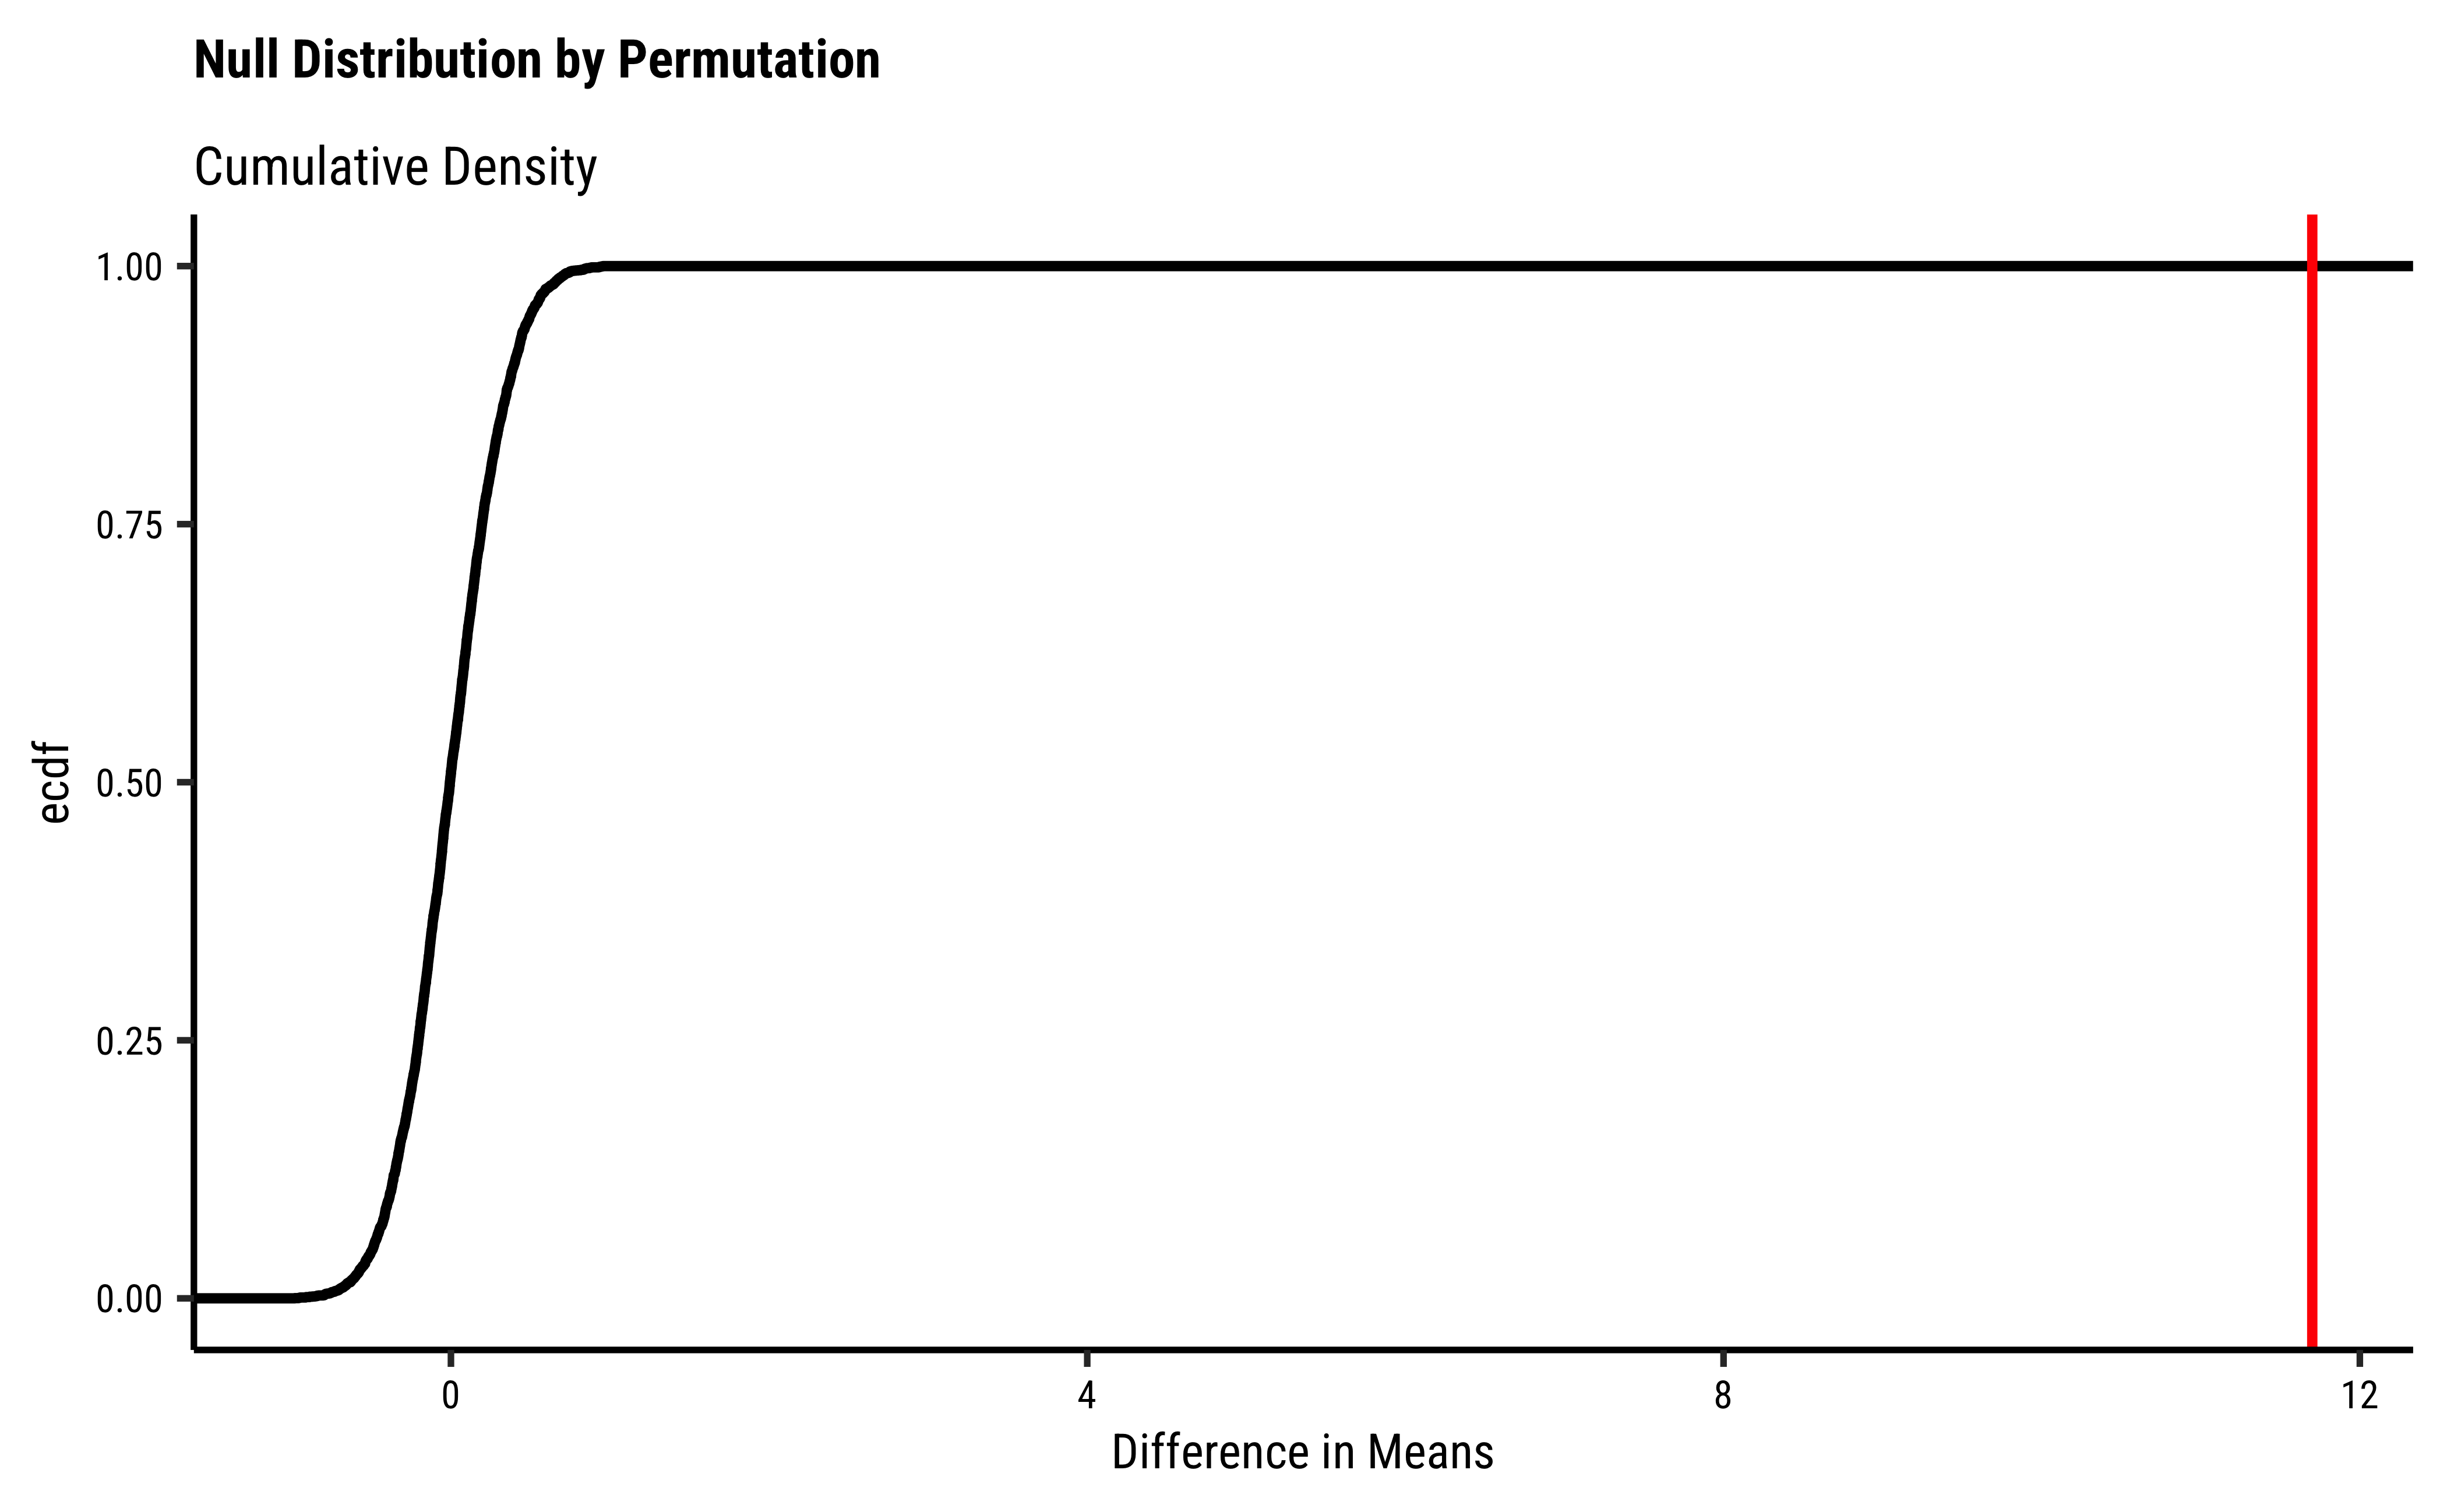 Null Distribution by Permutation
Cumulative Density
1.00
0.75
0.50
0.25
0.00
ecdf
0 4 8 12
Difference in Means